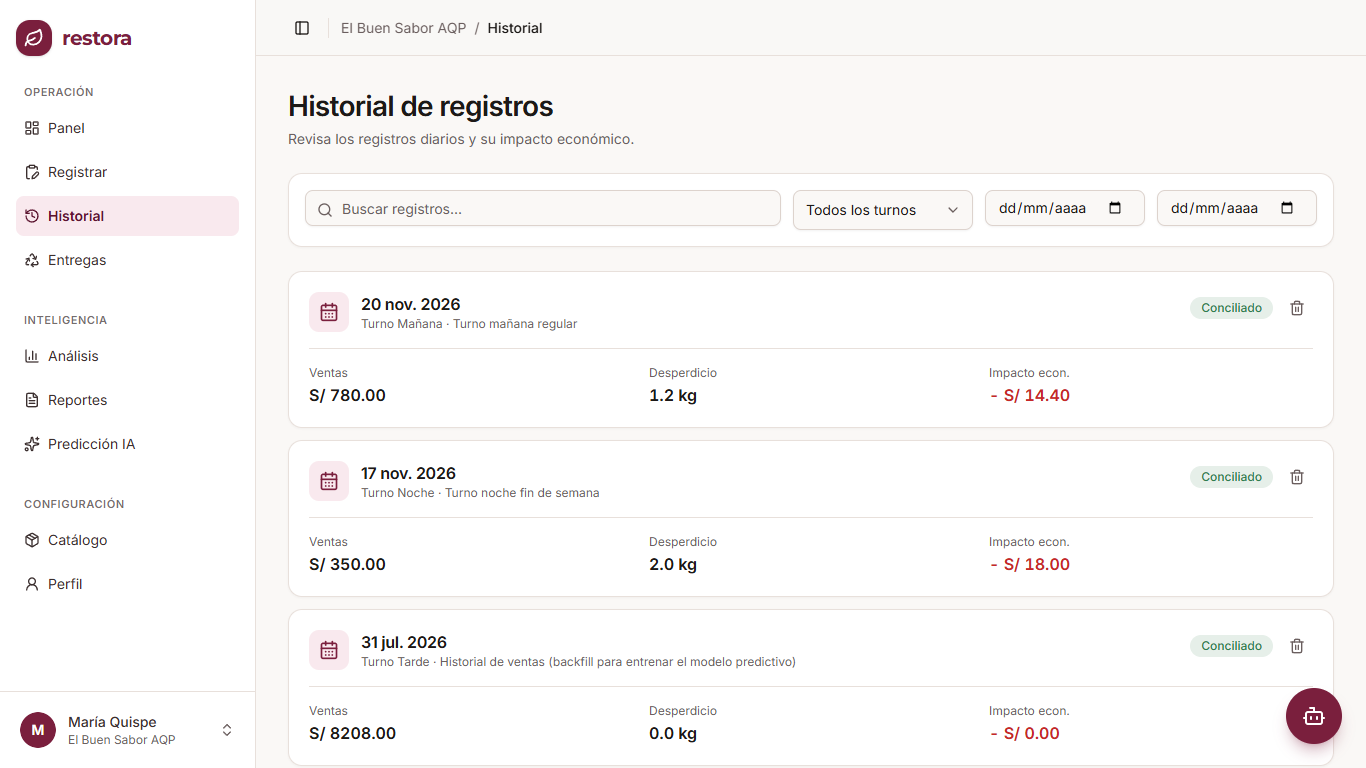 restora
OPERACIÓN
Panel
Registrar
Historial
Entregas
INTELIGENCIA
Análisis
Reportes
Predicción IA
CONFIGURACIÓN
Catálogo
Perfil
M
María Quispe
El Buen Sabor AQP
El Buen Sabor AQP / Historial
Historial de registros
Revisa los registros diarios y su impacto económico.
Buscar registros...
Todos los turnos
dd/mm/aaaa
dd/mm/aaaa
20 nov. 2026
Turno Mañana · Turno mañana regular
Conciliado
Ventas
S/ 780.00
Desperdicio
1.2 kg
Impacto econ.
- S/ 14.40
17 nov. 2026
Turno Noche · Turno noche fin de semana
Conciliado
Ventas
S/ 350.00
Desperdicio
2.0 kg
Impacto econ.
- S/ 18.00
31 jul. 2026
Turno Tarde · Historial de ventas (backfill para entrenar el modelo predictivo)
Conciliado
Ventas
S/ 8208.00
Desperdicio
0.0 kg
Impacto econ.
- S/ 0.00